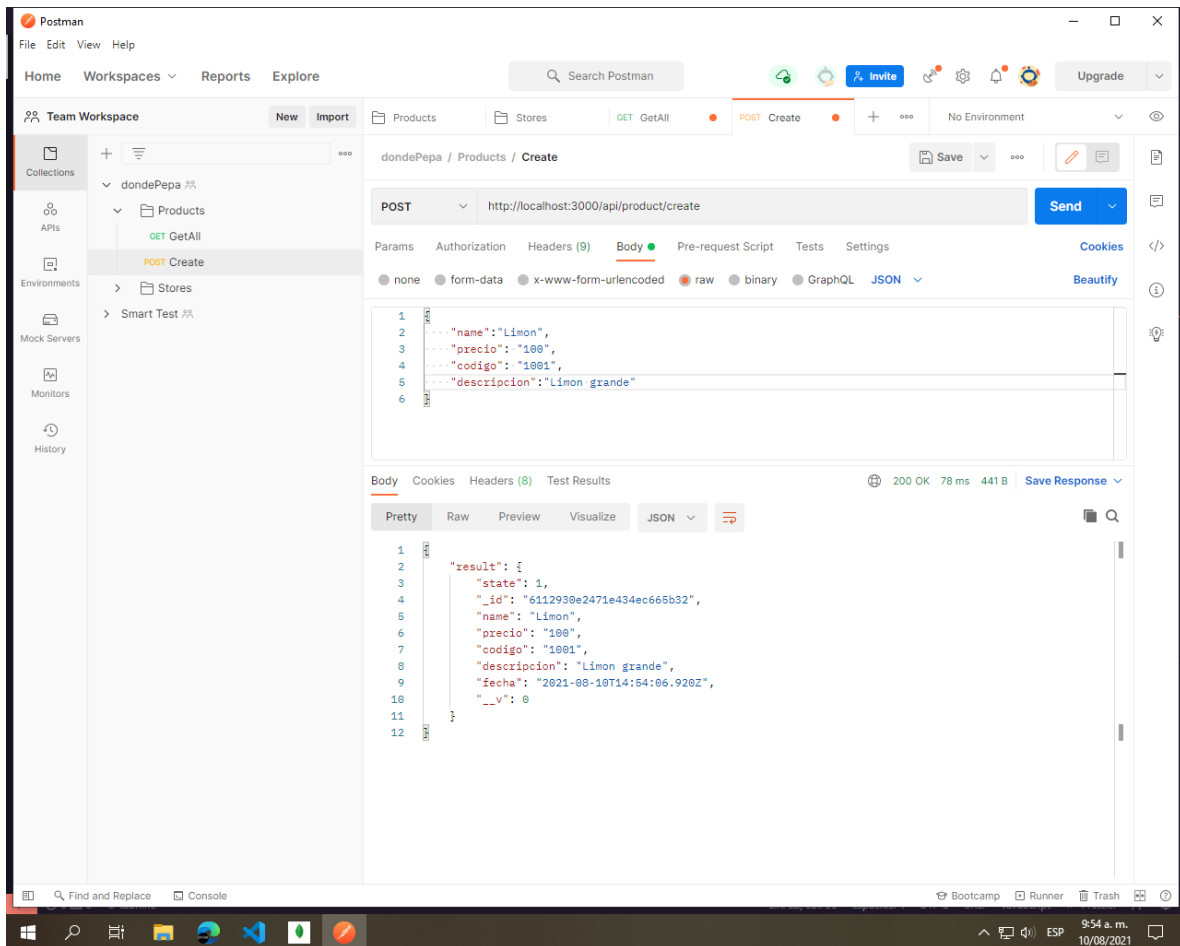 Postman
File Edit View Help
Home Workspaces Reports Explore Search Postman Invite Upgrade
Team Workspace New Import
Products Stores GET GetAll POST Create No Environment
Collections
APIs
Environments
Mock Servers
Monitors
History
dondePepa
Products
GET GetAll
POST Create
Stores
Smart Test
dondePepa / Products / Create Save
POST http://localhost:3000/api/product/create Send
Params Authorization Headers (9) Body Pre-request Script Tests Settings Cookies
none form-data x-www-form-urlencoded raw binary GraphQL JSON Beautify
1 {
2 "name":"Limon",
3 "precio": "100",
4 "codigo": "1001",
5 "descripcion":"Limon grande"
6 }
Body Cookies Headers (8) Test Results 200 OK 78 ms 441 B Save Response
Pretty Raw Preview Visualize JSON
1 {
2 "result": {
3 "state": 1,
4 "_id": "6112930e2471e434ec665b32",
5 "name": "Limon",
6 "precio": "100",
7 "codigo": "1001",
8 "descripcion": "Limon grande",
9 "fecha": "2021-08-10T14:54:06.920Z",
10 "__v": 0
11 }
12 }
Find and Replace Console Bootcamp Runner Trash
ESP 9:54 a. m.
10/08/2021